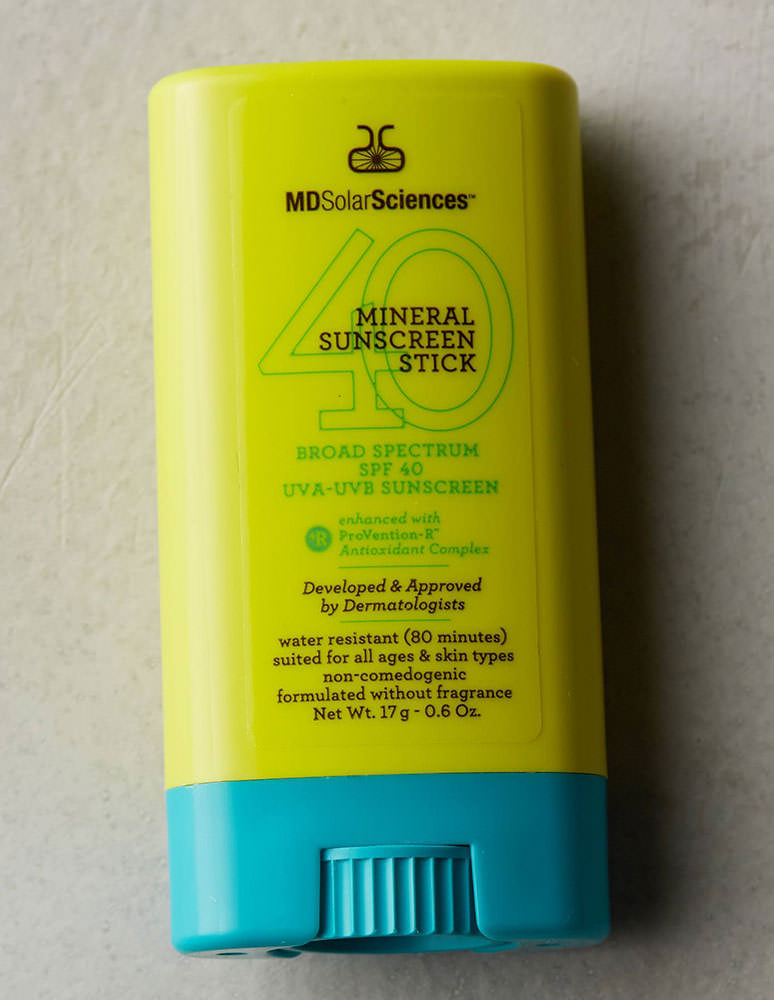 MDSolarSciences™
40
MINERAL
SUNSCREEN
STICK
BROAD SPECTRUM
SPF 40
UVA-UVB SUNSCREEN
enhanced with
+R ProVention-R™
Antioxidant Complex
Developed & Approved
by Dermatologists
water resistant (80 minutes)
suited for all ages & skin types
non-comedogenic
formulated without fragrance
Net Wt. 17 g - 0.6 Oz.